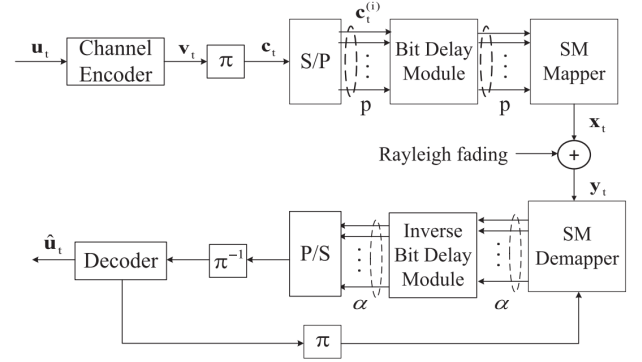 u_t
Channel
Encoder
v_t
π
c_t
S/P
c_t^(i)
p
Bit Delay
Module
p
SM
Mapper
x_t
Rayleigh fading
+
y_t
SM
Demapper
α
Inverse
Bit Delay
Module
α
P/S
π⁻¹
Decoder
û_t
π